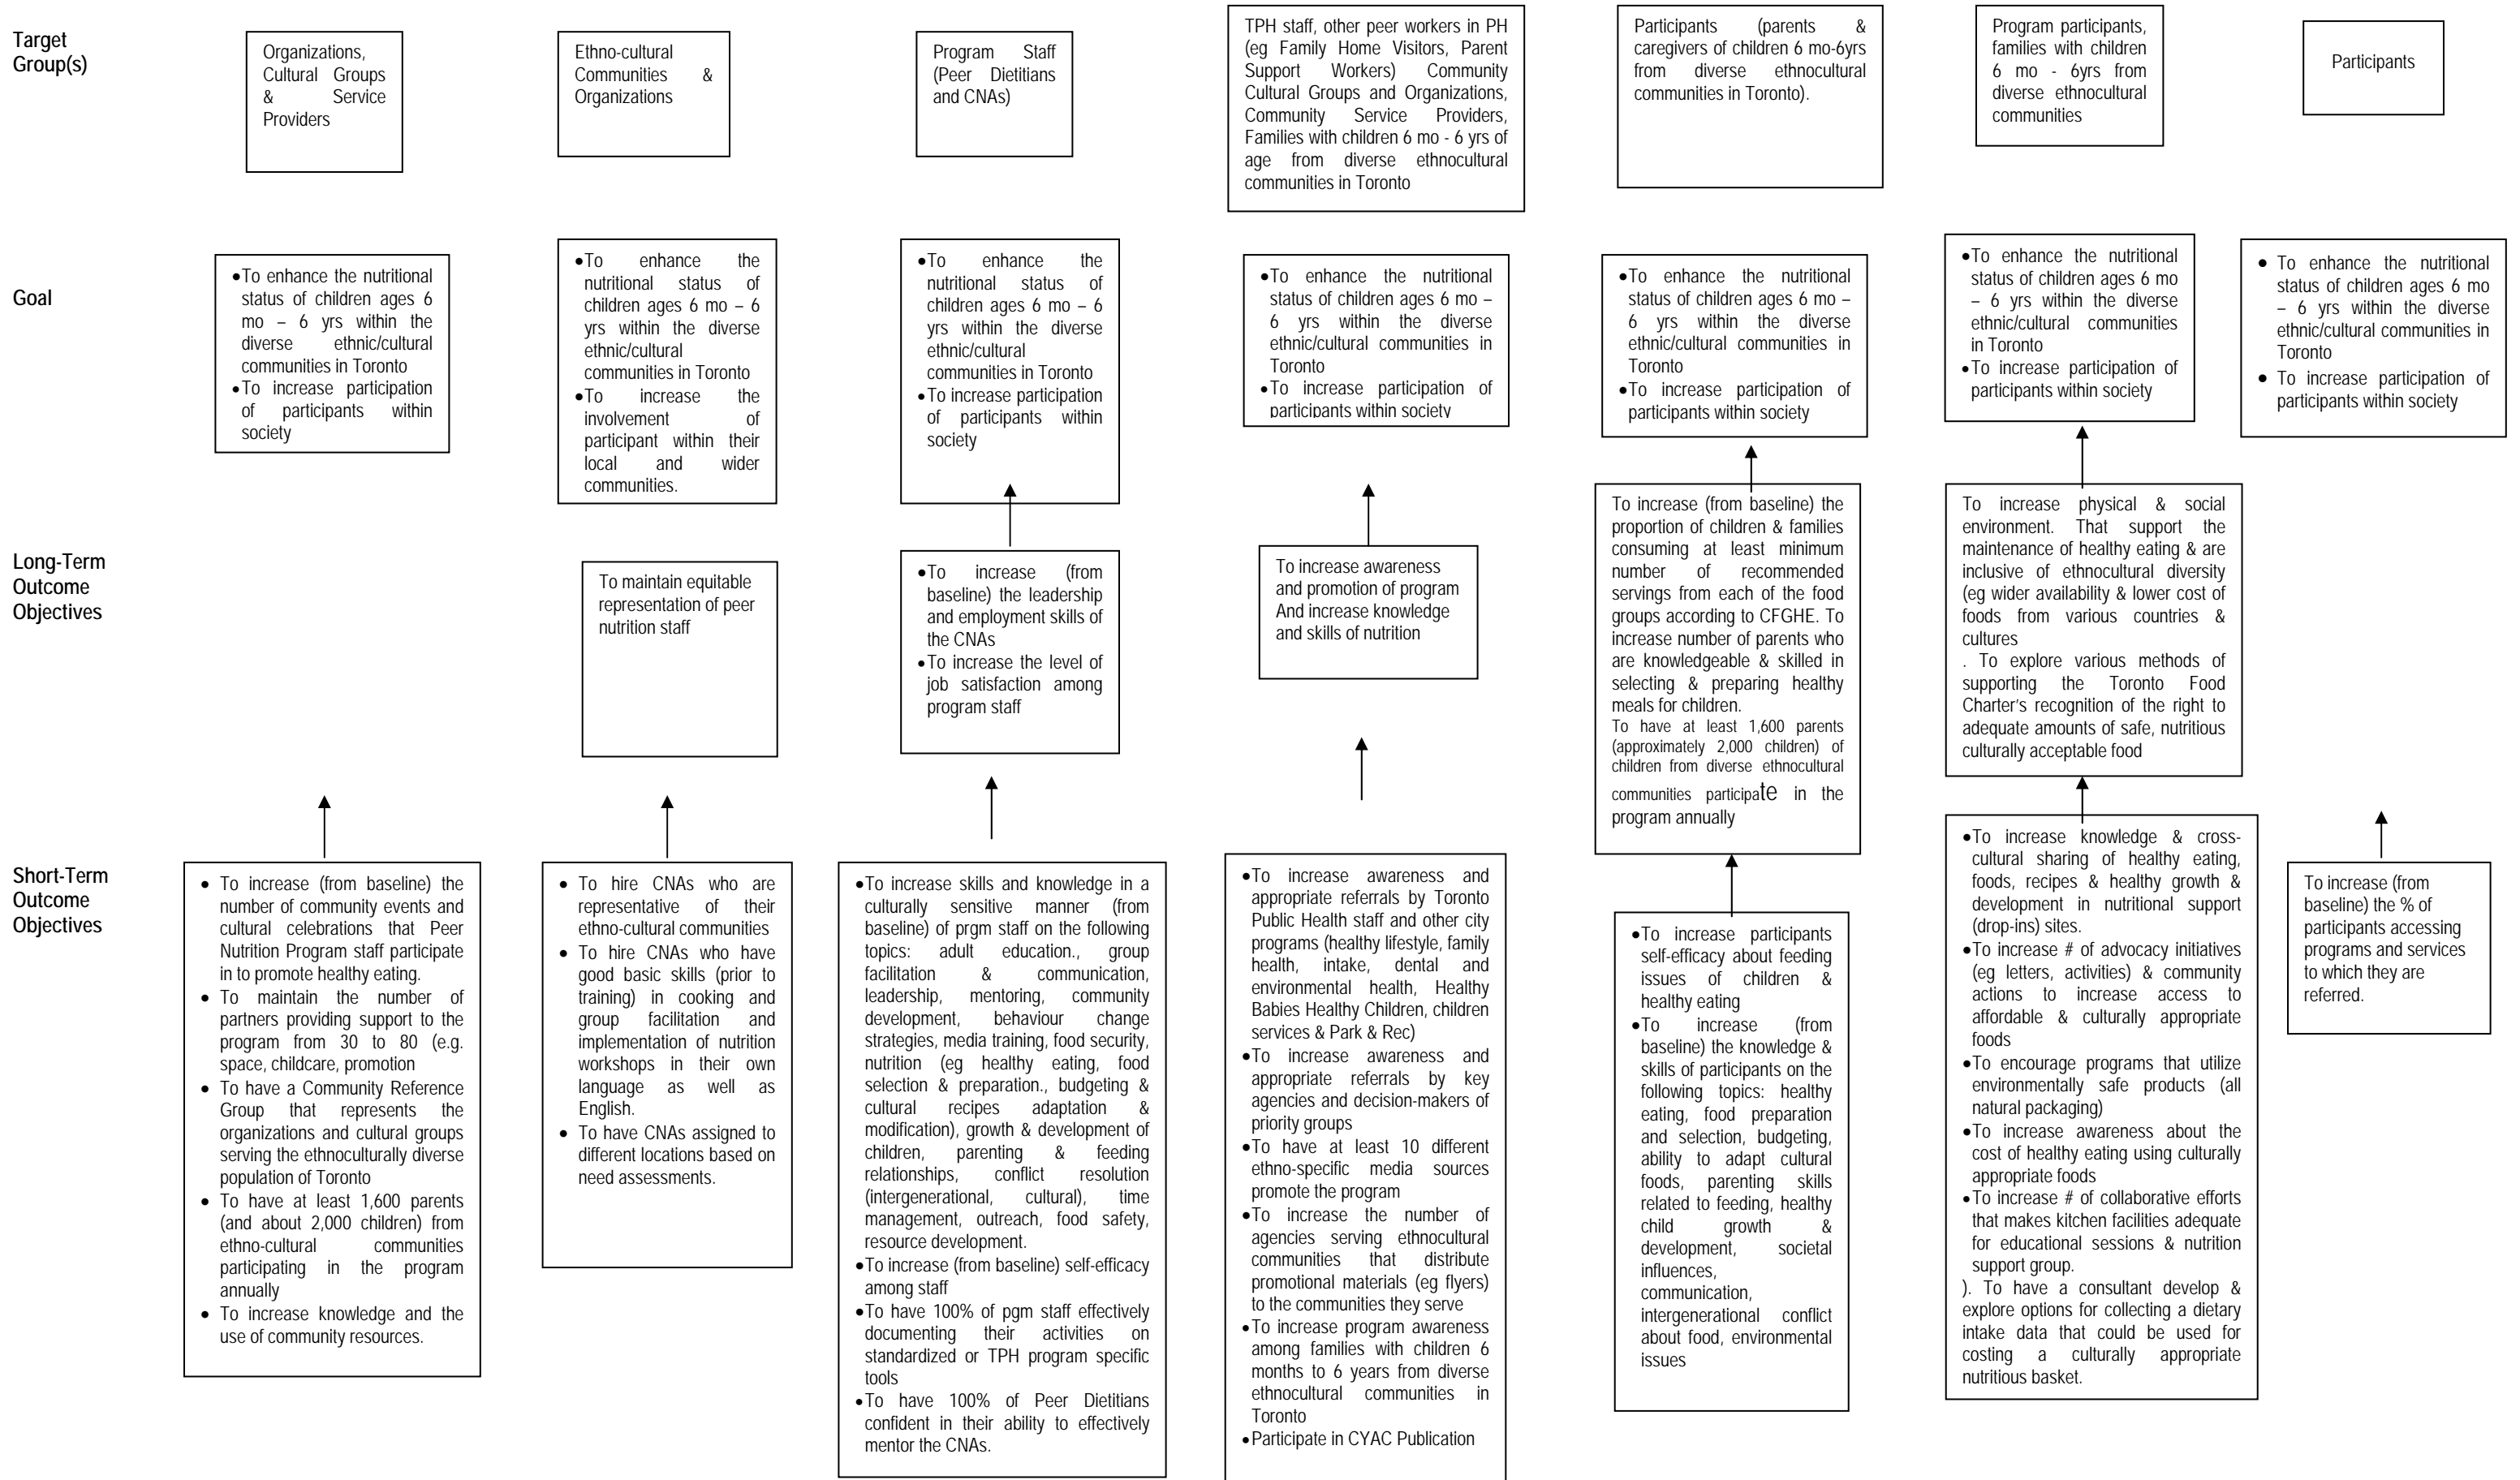 Target
Group(s)
Organizations,
Cultural Groups
& Service
Providers
Ethno-cultural
Communities &
Organizations
Program Staff
(Peer Dietitians
and CNAs)
TPH staff, other peer workers in PH
(eg Family Home Visitors, Parent
Support Workers) Community
Cultural Groups and Organizations,
Community Service Providers,
Families with children 6 mo - 6 yrs of
age from diverse ethnocultural
communities in Toronto
Participants (parents &
caregivers of children 6 mo-6yrs
from diverse ethnocultural
communities in Toronto).
Program participants,
families with children
6 mo - 6yrs from
diverse ethnocultural
communities
Participants
Goal
•To enhance the nutritional
status of children ages 6
mo – 6 yrs within the
diverse ethnic/cultural
communities in Toronto
•To increase participation
of participants within
society
•To enhance the
nutritional status of
children ages 6 mo – 6
yrs within the diverse
ethnic/cultural
communities in Toronto
•To increase the
involvement of
participant within their
local and wider
communities.
•To enhance the
nutritional status of
children ages 6 mo – 6
yrs within the diverse
ethnic/cultural
communities in Toronto
•To increase participation
of participants within
society
•To enhance the nutritional
status of children ages 6 mo –
6 yrs within the diverse
ethnic/cultural communities in
Toronto
•To increase participation of
participants within society
•To enhance the nutritional
status of children ages 6 mo –
6 yrs within the diverse
ethnic/cultural communities in
Toronto
•To increase participation of
participants within society
•To enhance the nutritional
status of children ages 6 mo
– 6 yrs within the diverse
ethnic/cultural communities
in Toronto
•To increase participation of
participants within society
• To enhance the nutritional
status of children ages 6 mo
– 6 yrs within the diverse
ethnic/cultural communities in
Toronto
• To increase participation of
participants within society
Long-Term
Outcome
Objectives
To maintain equitable
representation of peer
nutrition staff
•To increase (from
baseline) the leadership
and employment skills of
the CNAs
•To increase the level of
job satisfaction among
program staff
To increase awareness
and promotion of program
And increase knowledge
and skills of nutrition
To increase (from baseline) the
proportion of children & families
consuming at least minimum
number of recommended
servings from each of the food
groups according to CFGHE. To
increase number of parents who
are knowledgeable & skilled in
selecting & preparing healthy
meals for children.
To have at least 1,600 parents
(approximately 2,000 children) of
children from diverse ethnocultural
communities participate in the
program annually
To increase physical & social
environment. That support the
maintenance of healthy eating & are
inclusive of ethnocultural diversity
(eg wider availability & lower cost of
foods from various countries &
cultures
. To explore various methods of
supporting the Toronto Food
Charter's recognition of the right to
adequate amounts of safe, nutritious
culturally acceptable food
Short-Term
Outcome
Objectives
• To increase (from baseline) the
number of community events and
cultural celebrations that Peer
Nutrition Program staff participate
in to promote healthy eating.
• To maintain the number of
partners providing support to the
program from 30 to 80 (e.g.
space, childcare, promotion
• To have a Community Reference
Group that represents the
organizations and cultural groups
serving the ethnoculturally diverse
population of Toronto
• To have at least 1,600 parents
(and about 2,000 children) from
ethno-cultural communities
participating in the program
annually
• To increase knowledge and the
use of community resources.
• To hire CNAs who are
representative of their
ethno-cultural communities
• To hire CNAs who have
good basic skills (prior to
training) in cooking and
group facilitation and
implementation of nutrition
workshops in their own
language as well as
English.
• To have CNAs assigned to
different locations based on
need assessments.
•To increase skills and knowledge in a
culturally sensitive manner (from
baseline) of prgm staff on the following
topics: adult education., group
facilitation & communication,
leadership, mentoring, community
development, behaviour change
strategies, media training, food security,
nutrition (eg healthy eating, food
selection & preparation., budgeting &
cultural recipes adaptation &
modification), growth & development of
children, parenting & feeding
relationships, conflict resolution
(intergenerational, cultural), time
management, outreach, food safety,
resource development.
•To increase (from baseline) self-efficacy
among staff
•To have 100% of pgm staff effectively
documenting their activities on
standardized or TPH program specific
tools
•To have 100% of Peer Dietitians
confident in their ability to effectively
mentor the CNAs.
•To increase awareness and
appropriate referrals by Toronto
Public Health staff and other city
programs (healthy lifestyle, family
health, intake, dental and
environmental health, Healthy
Babies Healthy Children, children
services & Park & Rec)
•To increase awareness and
appropriate referrals by key
agencies and decision-makers of
priority groups
•To have at least 10 different
ethno-specific media sources
promote the program
•To increase the number of
agencies serving ethnocultural
communities that distribute
promotional materials (eg flyers)
to the communities they serve
•To increase program awareness
among families with children 6
months to 6 years from diverse
ethnocultural communities in
Toronto
•Participate in CYAC Publication
•To increase participants
self-efficacy about feeding
issues of children &
healthy eating
•To increase (from
baseline) the knowledge &
skills of participants on the
following topics: healthy
eating, food preparation
and selection, budgeting,
ability to adapt cultural
foods, parenting skills
related to feeding, healthy
child growth &
development, societal
influences,
communication,
intergenerational conflict
about food, environmental
issues
•To increase knowledge & cross-
cultural sharing of healthy eating,
foods, recipes & healthy growth &
development in nutritional support
(drop-ins) sites.
•To increase # of advocacy initiatives
(eg letters, activities) & community
actions to increase access to
affordable & culturally appropriate
foods
•To encourage programs that utilize
environmentally safe products (all
natural packaging)
•To increase awareness about the
cost of healthy eating using culturally
appropriate foods
•To increase # of collaborative efforts
that makes kitchen facilities adequate
for educational sessions & nutrition
support group.
). To have a consultant develop &
explore options for collecting a dietary
intake data that could be used for
costing a culturally appropriate
nutritious basket.
To increase (from
baseline) the % of
participants accessing
programs and services
to which they are
referred.